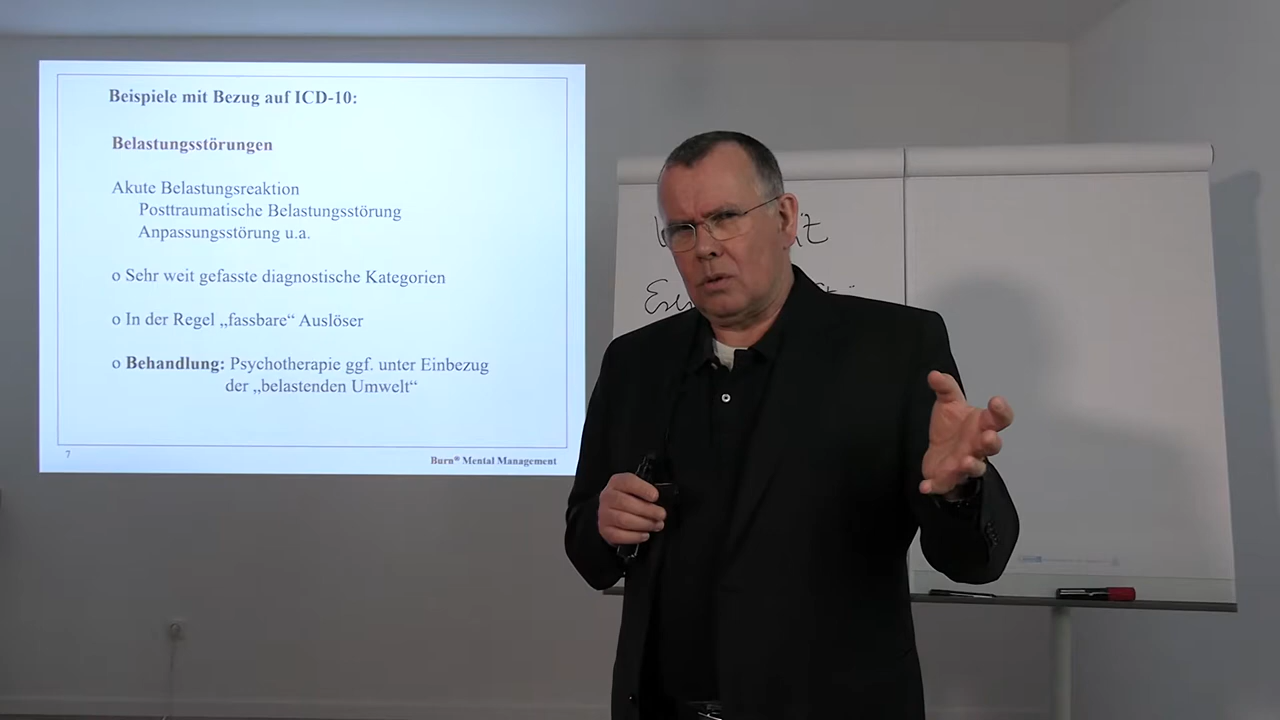 Beispiele mit Bezug auf ICD-10:
Belastungsstörungen
Akute Belastungsreaktion
Posttraumatische Belastungsstörung
Anpassungsstörung u.a.
o Sehr weit gefasste diagnostische Kategorien
o In der Regel „fassbare“ Auslöser
o Behandlung: Psychotherapie ggf. unter Einbezug
der „belastenden Umwelt“
7
Burn® Mental Management